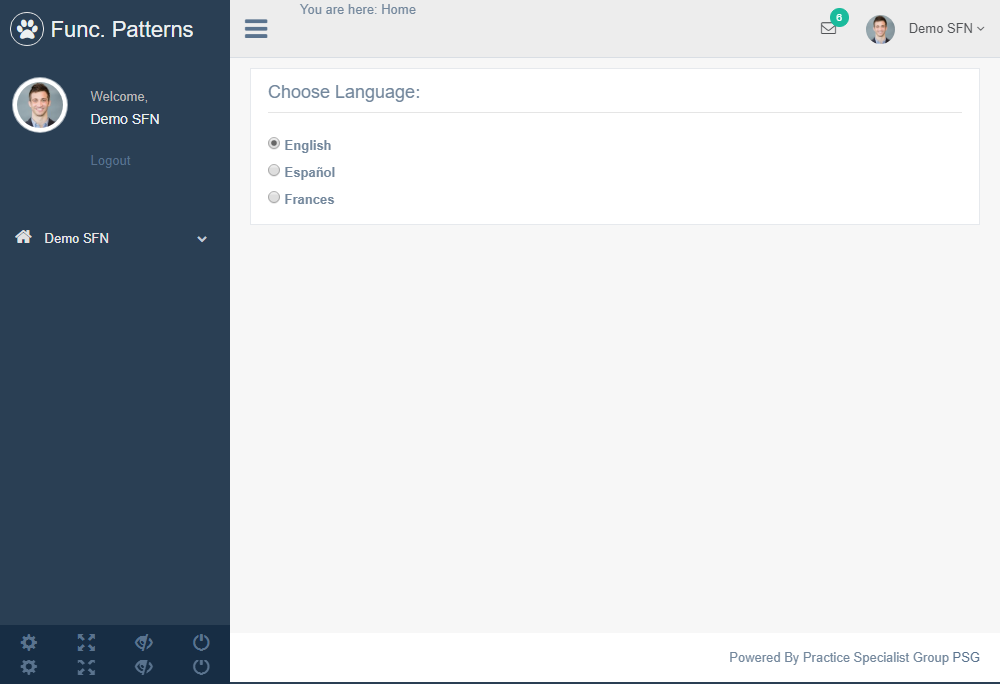 Func. Patterns
You are here: Home
6
Demo SFN
Welcome,
Demo SFN
Logout
Demo SFN
Choose Language:
English
Español
Frances
Powered By Practice Specialist Group PSG